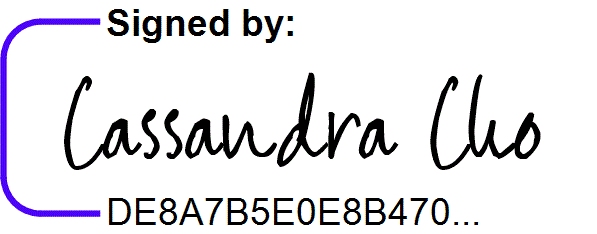 Signed by:
Cassandra Cho
DE8A7B5E0E8B470...